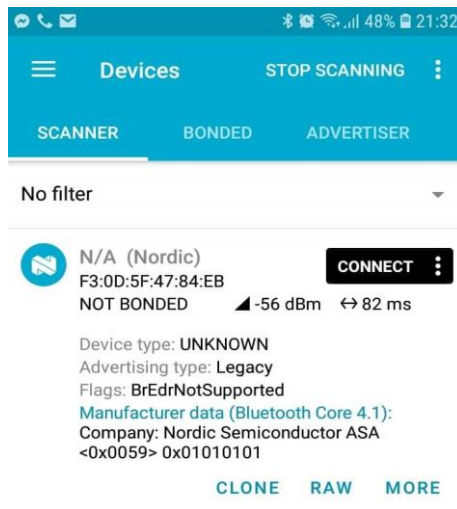 48% 21:32
Devices STOP SCANNING
SCANNER BONDED ADVERTISER
No filter
N/A (Nordic)
CONNECT
F3:0D:5F:47:84:EB
NOT BONDED -56 dBm 82 ms
Device type: UNKNOWN
Advertising type: Legacy
Flags: BrEdrNotSupported
Manufacturer data (Bluetooth Core 4.1):
Company: Nordic Semiconductor ASA
<0x0059> 0x01010101
CLONE RAW MORE